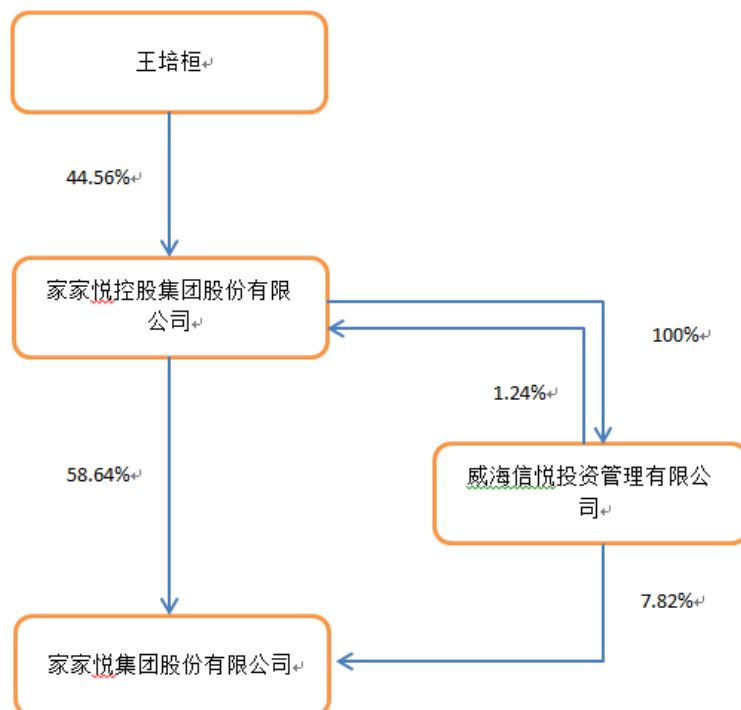 王培桓
44.56%
家家悦控股集团股份有限
公司
100%
1.24%
58.64%
威海信悦投资管理有限公
司
7.82%
家家悦集团股份有限公司